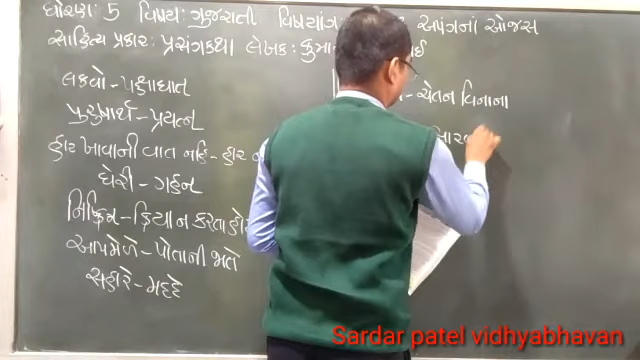 ધોરણ: 5 વિષય: ગુજરાતી વિષયાંગ: અપંગનાં ઓજસ
સાહિત્ય પ્રકાર: પ્રસંગકથા લેખક: કુમા
લકવો - પક્ષાઘાત
પુરુષાર્થ - પ્રયત્ન
હાર ખાવાની વાત નહિ - હાર ન
ઘેરી - ગહન
નિષ્ક્રિય - ક્રિયા ન કરતા હોય
આપમેળે - પોતાની જાતે
સહારે - મદદે
- ચેતન વિનાના
Sardar patel vidhyabhavan